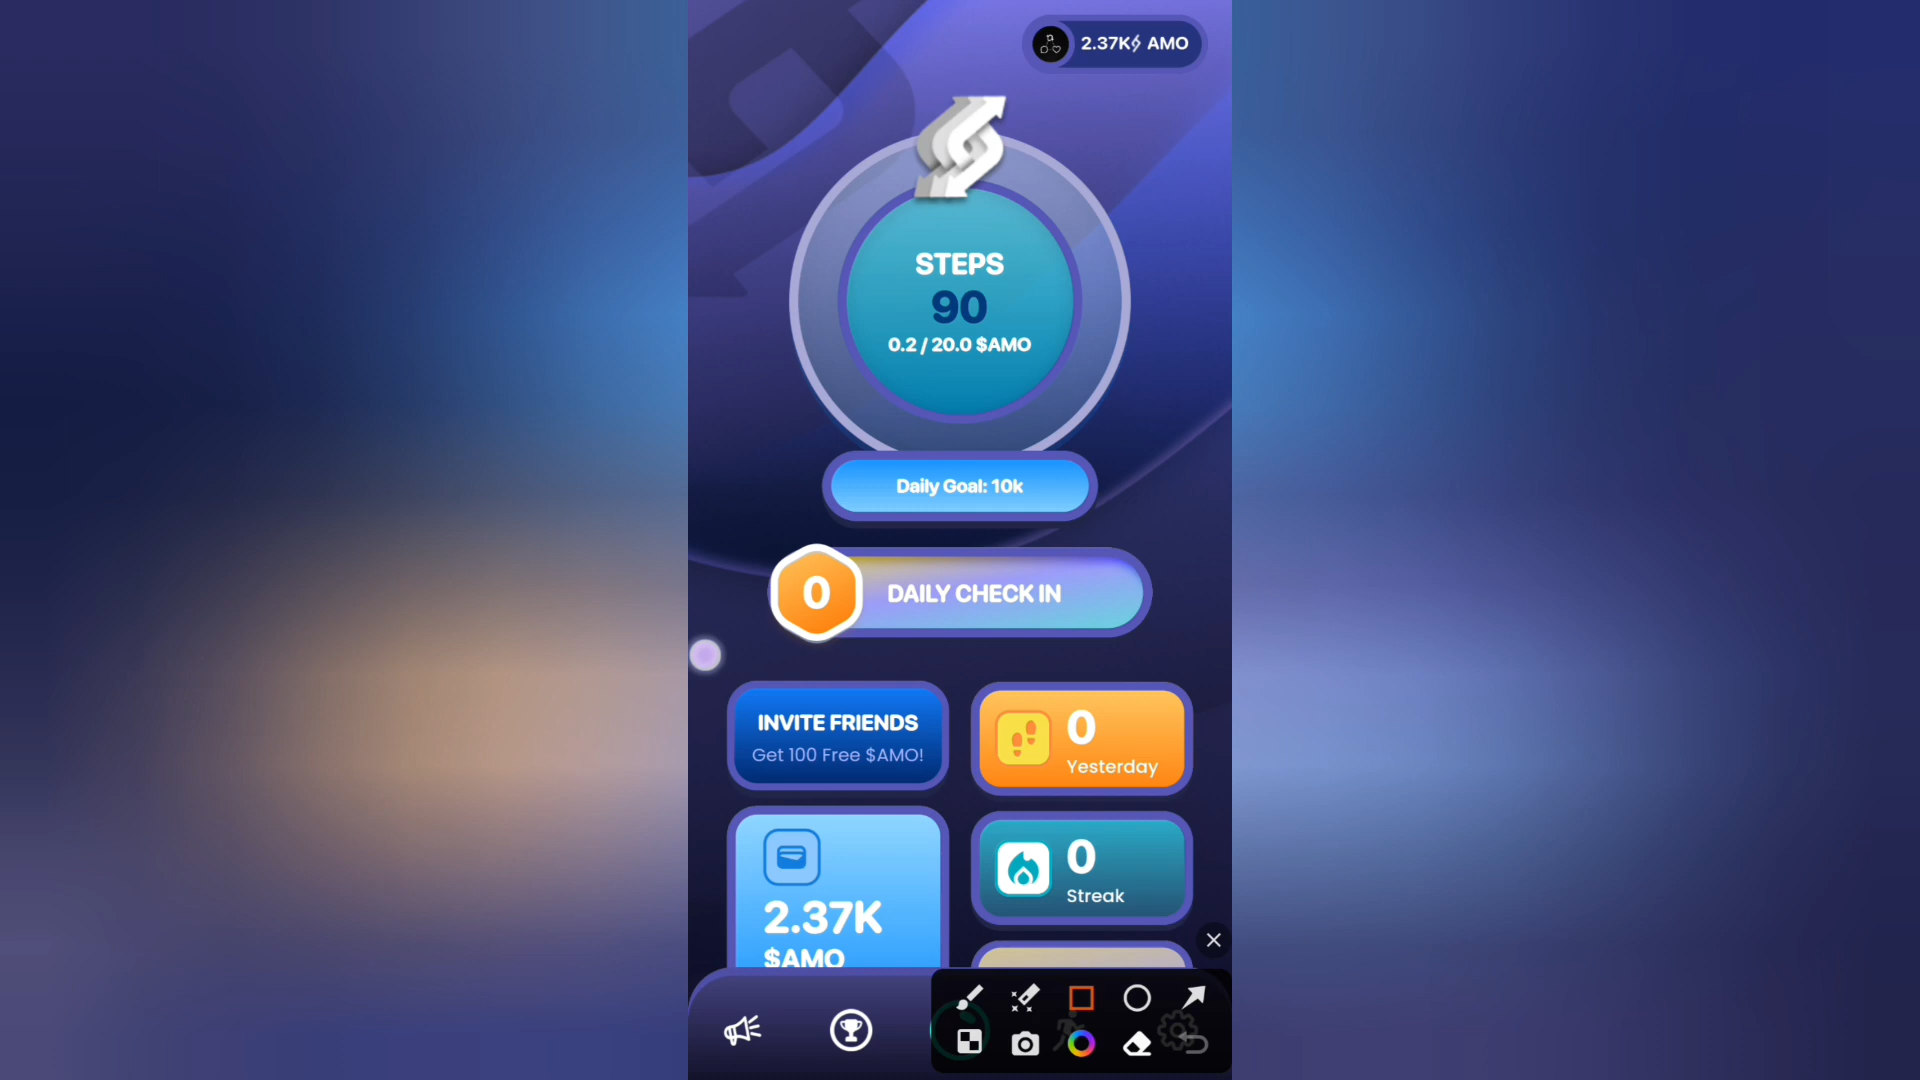 2.37K AMO
STEPS
90
0.2 / 20.0 $AMO
Daily Goal: 10k
0
DAILY CHECK IN
INVITE FRIENDS
Get 100 Free $AMO!
0
Yesterday
2.37K
$AMO
0
Streak